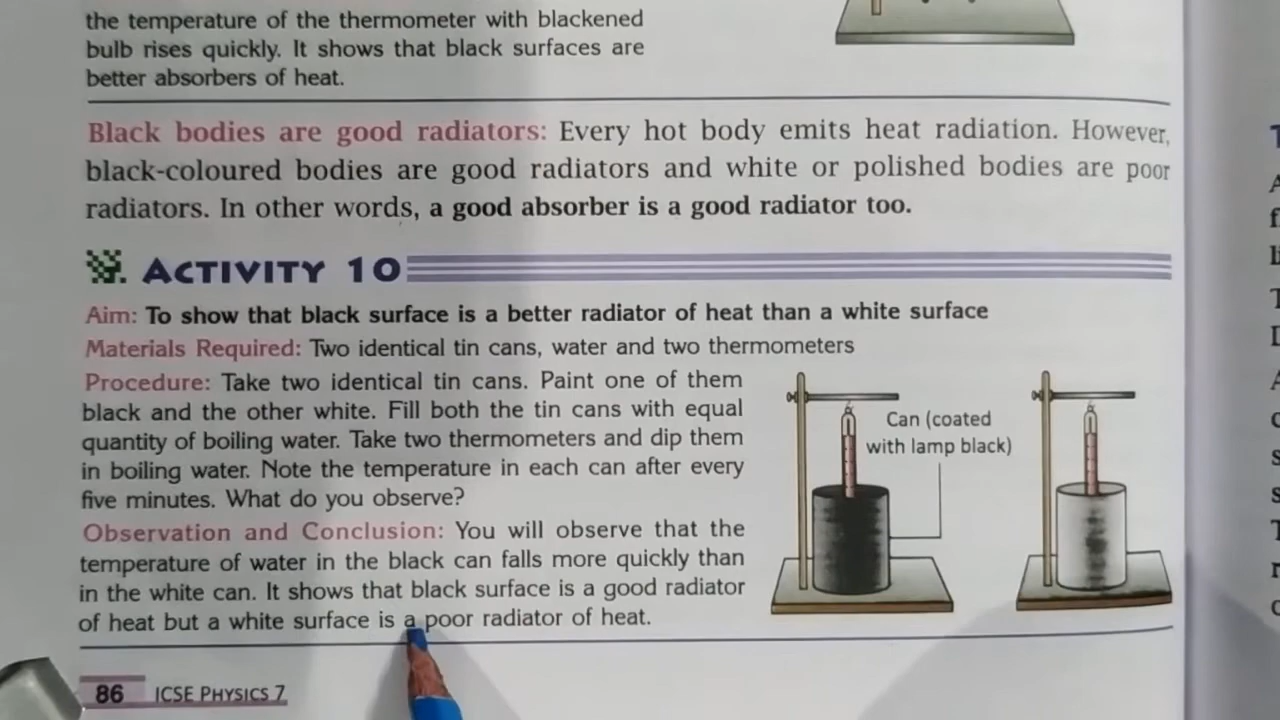 the temperature of the thermometer with blackened
bulb rises quickly. It shows that black surfaces are
better absorbers of heat.
Black bodies are good radiators: Every hot body emits heat radiation. However,
black-coloured bodies are good radiators and white or polished bodies are poor
radiators. In other words, a good absorber is a good radiator too.
ACTIVITY 10
Aim: To show that black surface is a better radiator of heat than a white surface
Materials Required: Two identical tin cans, water and two thermometers
Procedure: Take two identical tin cans. Paint one of them
black and the other white. Fill both the tin cans with equal
quantity of boiling water. Take two thermometers and dip them
in boiling water. Note the temperature in each can after every
five minutes. What do you observe?
Observation and Conclusion: You will observe that the
temperature of water in the black can falls more quickly than
in the white can. It shows that black surface is a good radiator
of heat but a white surface is a poor radiator of heat.
Can (coated
with lamp black)
86 ICSE PHYSICS 7